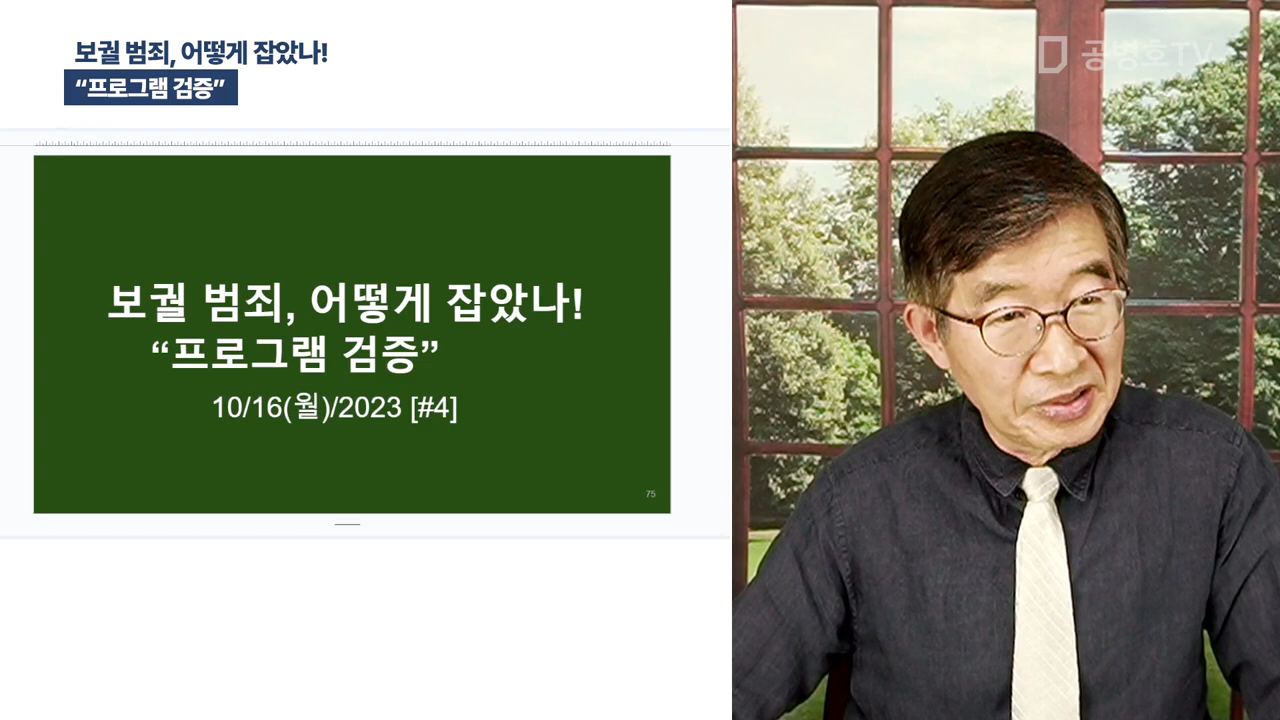 보궐 범죄, 어떻게 잡았나!
“프로그램 검증”
보궐 범죄, 어떻게 잡았나!
“프로그램 검증”
10/16(월)/2023 [#4]
75
공병호TV